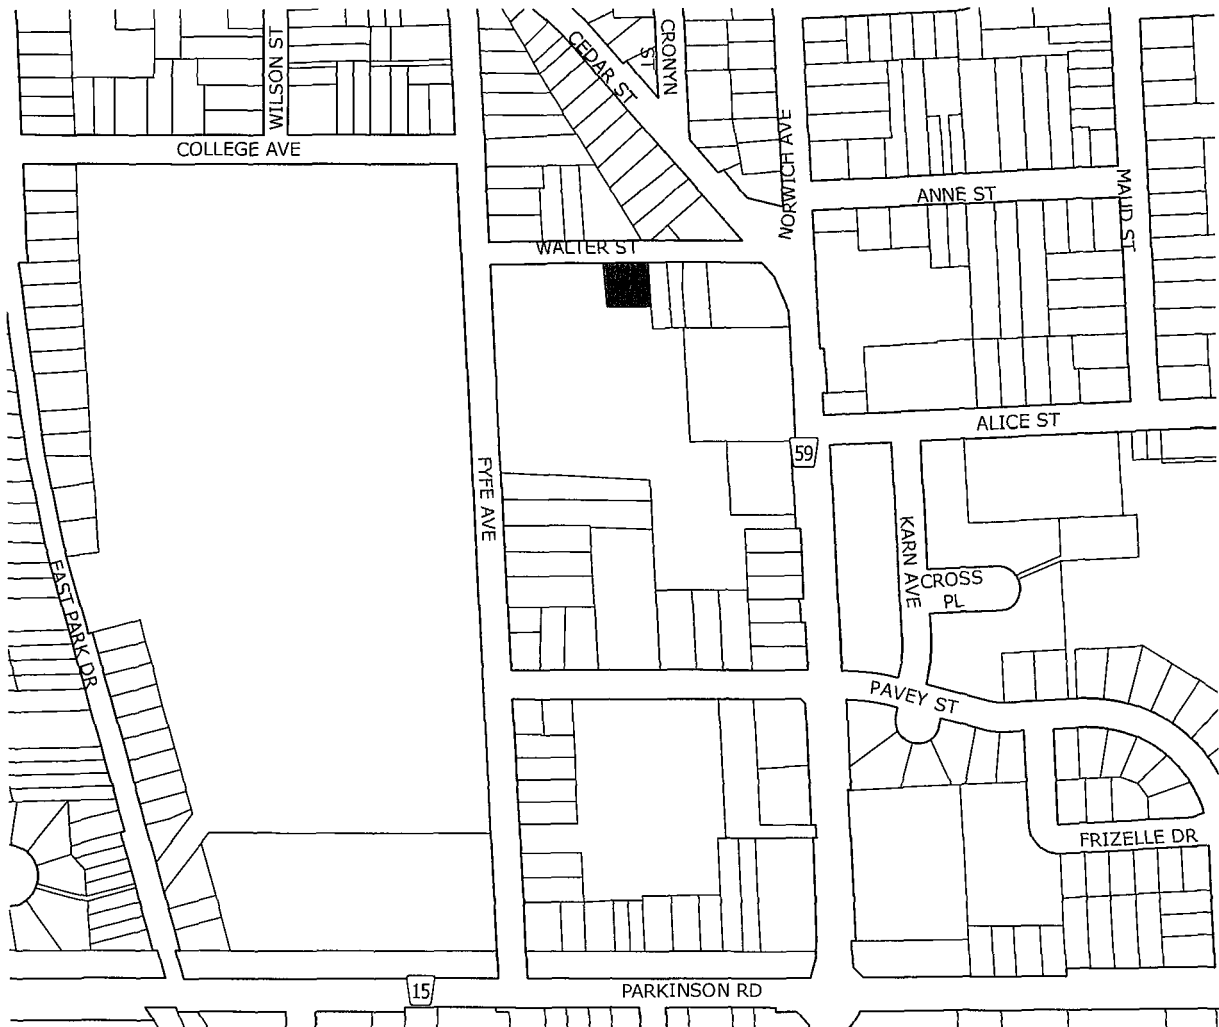 WILSON ST
CEDAR ST
CRONYN
ST
COLLEGE AVE
NORWICH AVE
ANNE ST
MAUD ST
WALTER ST
ALICE ST
59
FYFE AVE
KARN AVE
CROSS
PL
EAST PARK DR
PAVEY ST
FRIZELLE DR
15
PARKINSON RD